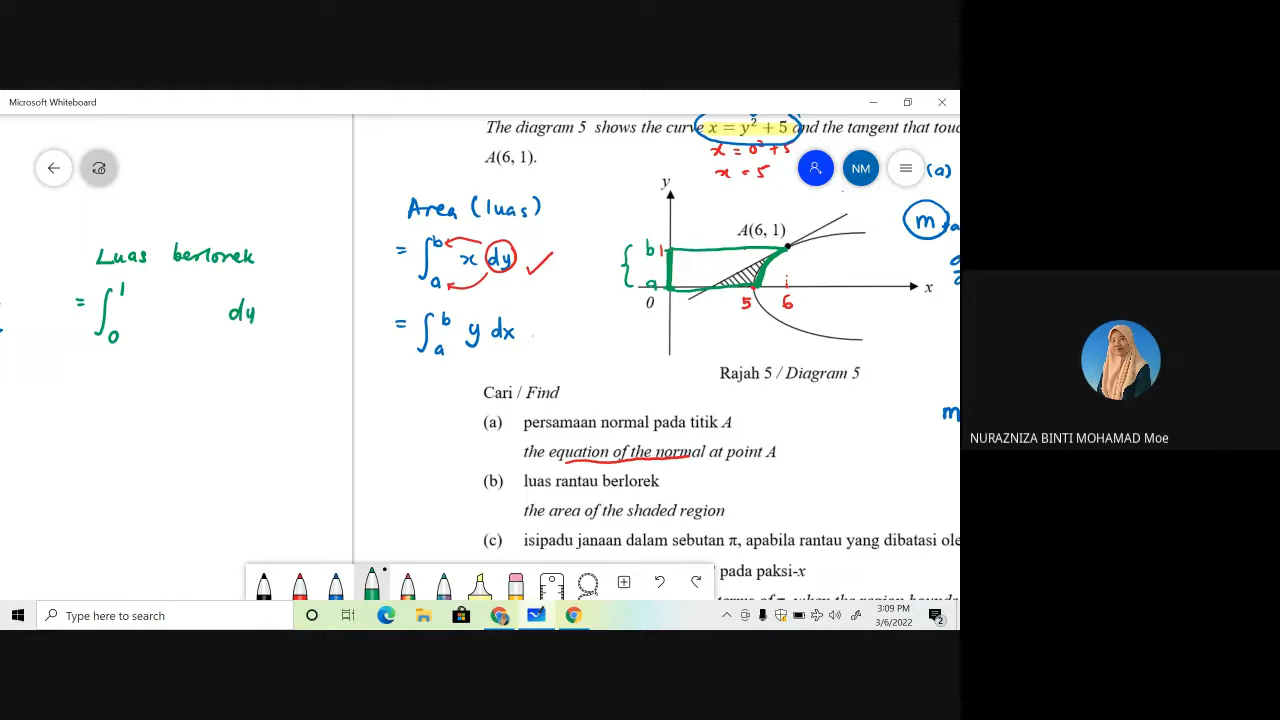 Microsoft Whiteboard
The diagram 5 shows the curve x = y² + 5 and the tangent that
A(6, 1).
x = 0² + 5
x = 5
NM
(a)
m
Area (luas)
= ∫ₐᵇ x dy ✓
= ∫ₐᵇ y dx
Luas berlorek
= ∫₀¹ dy
y
A(6, 1)
b 1
a
0
5
6
x
Rajah 5 / Diagram 5
Cari / Find
(a) persamaan normal pada titik A
the equation of the normal at point A
(b) luas rantau berlorek
the area of the shaded region
(c) isipadu janaan dalam sebutan π, apabila rantau yang dibatasi
pada paksi-x
m
NURAZNIZA BINTI MOHAMAD Moe
Type here to search
3:09 PM
3/6/2022
2